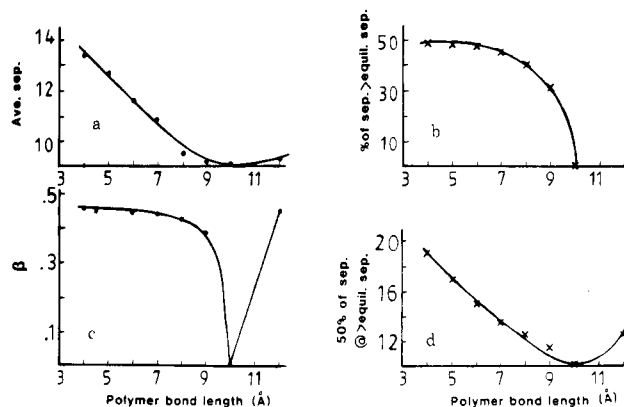 14
12
10
Ave. sep.
a
3 5 7 9 11
50
30
10
% of sep. > equil. sep.
b
3 5 7 9 11
.5
.3
.1
β
c
3 5 7 9 11
Polymer bond length (Å)
20
16
12
50% of sep.
@ > equil. sep.
d
3 5 7 9 11
Polymer bond length (Å)